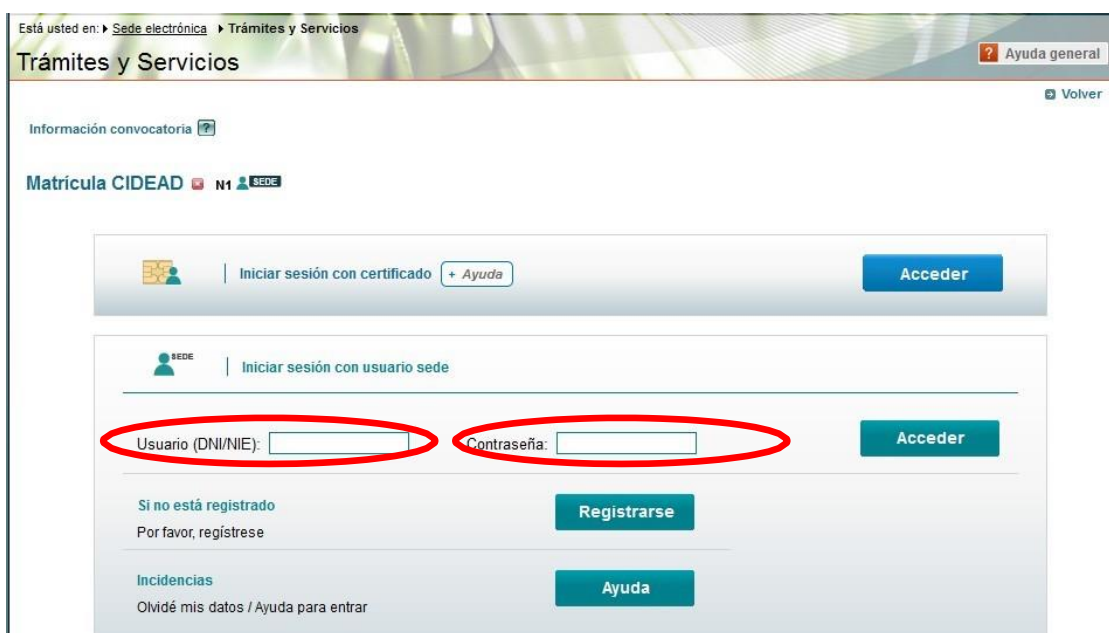 Está usted en: Sede electrónica Trámites y Servicios
Trámites y Servicios
? Ayuda general
Volver
Información convocatoria ?
Matrícula CIDEAD N1 SEDE
Iniciar sesión con certificado + Ayuda
Acceder
SEDE
Iniciar sesión con usuario sede
Usuario (DNI/NIE): Contraseña: Acceder
Si no está registrado
Registrarse
Por favor, regístrese
Incidencias
Ayuda
Olvidé mis datos / Ayuda para entrar